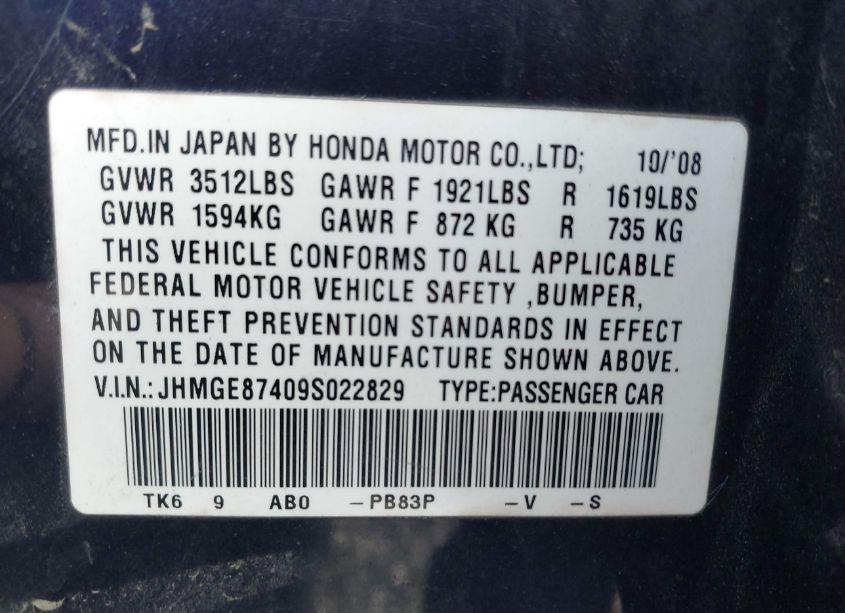 MFD.IN JAPAN BY HONDA MOTOR CO.,LTD; 10/'08
GVWR 3512LBS GAWR F 1921LBS R 1619LBS
GVWR 1594KG GAWR F 872 KG R 735 KG
THIS VEHICLE CONFORMS TO ALL APPLICABLE
FEDERAL MOTOR VEHICLE SAFETY ,BUMPER,
AND THEFT PREVENTION STANDARDS IN EFFECT
ON THE DATE OF MANUFACTURE SHOWN ABOVE.
V.I.N.: JHMGE87409S022829 TYPE:PASSENGER CAR
TK6 9 AB0 –PB83P –V –S